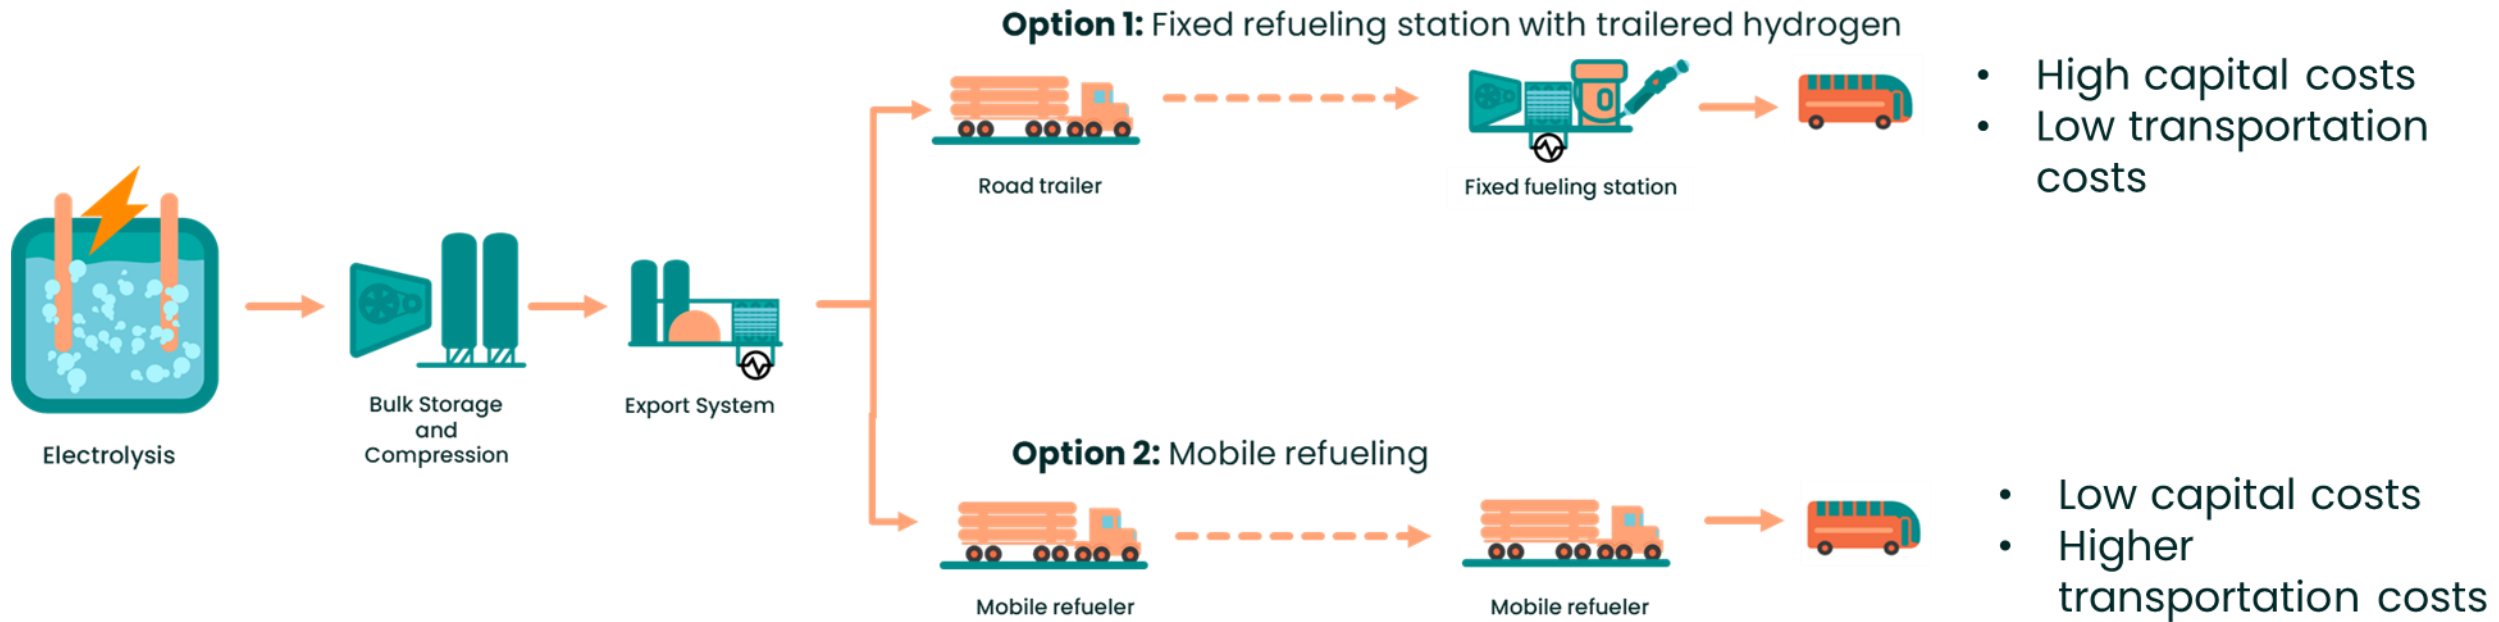 Option 1: Fixed refueling station with trailered hydrogen
Road trailer
Fixed fueling station
• High capital costs
• Low transportation
costs
Electrolysis
Bulk Storage
and
Compression
Export System
Option 2: Mobile refueling
Mobile refueler
Mobile refueler
• Low capital costs
• Higher
transportation costs